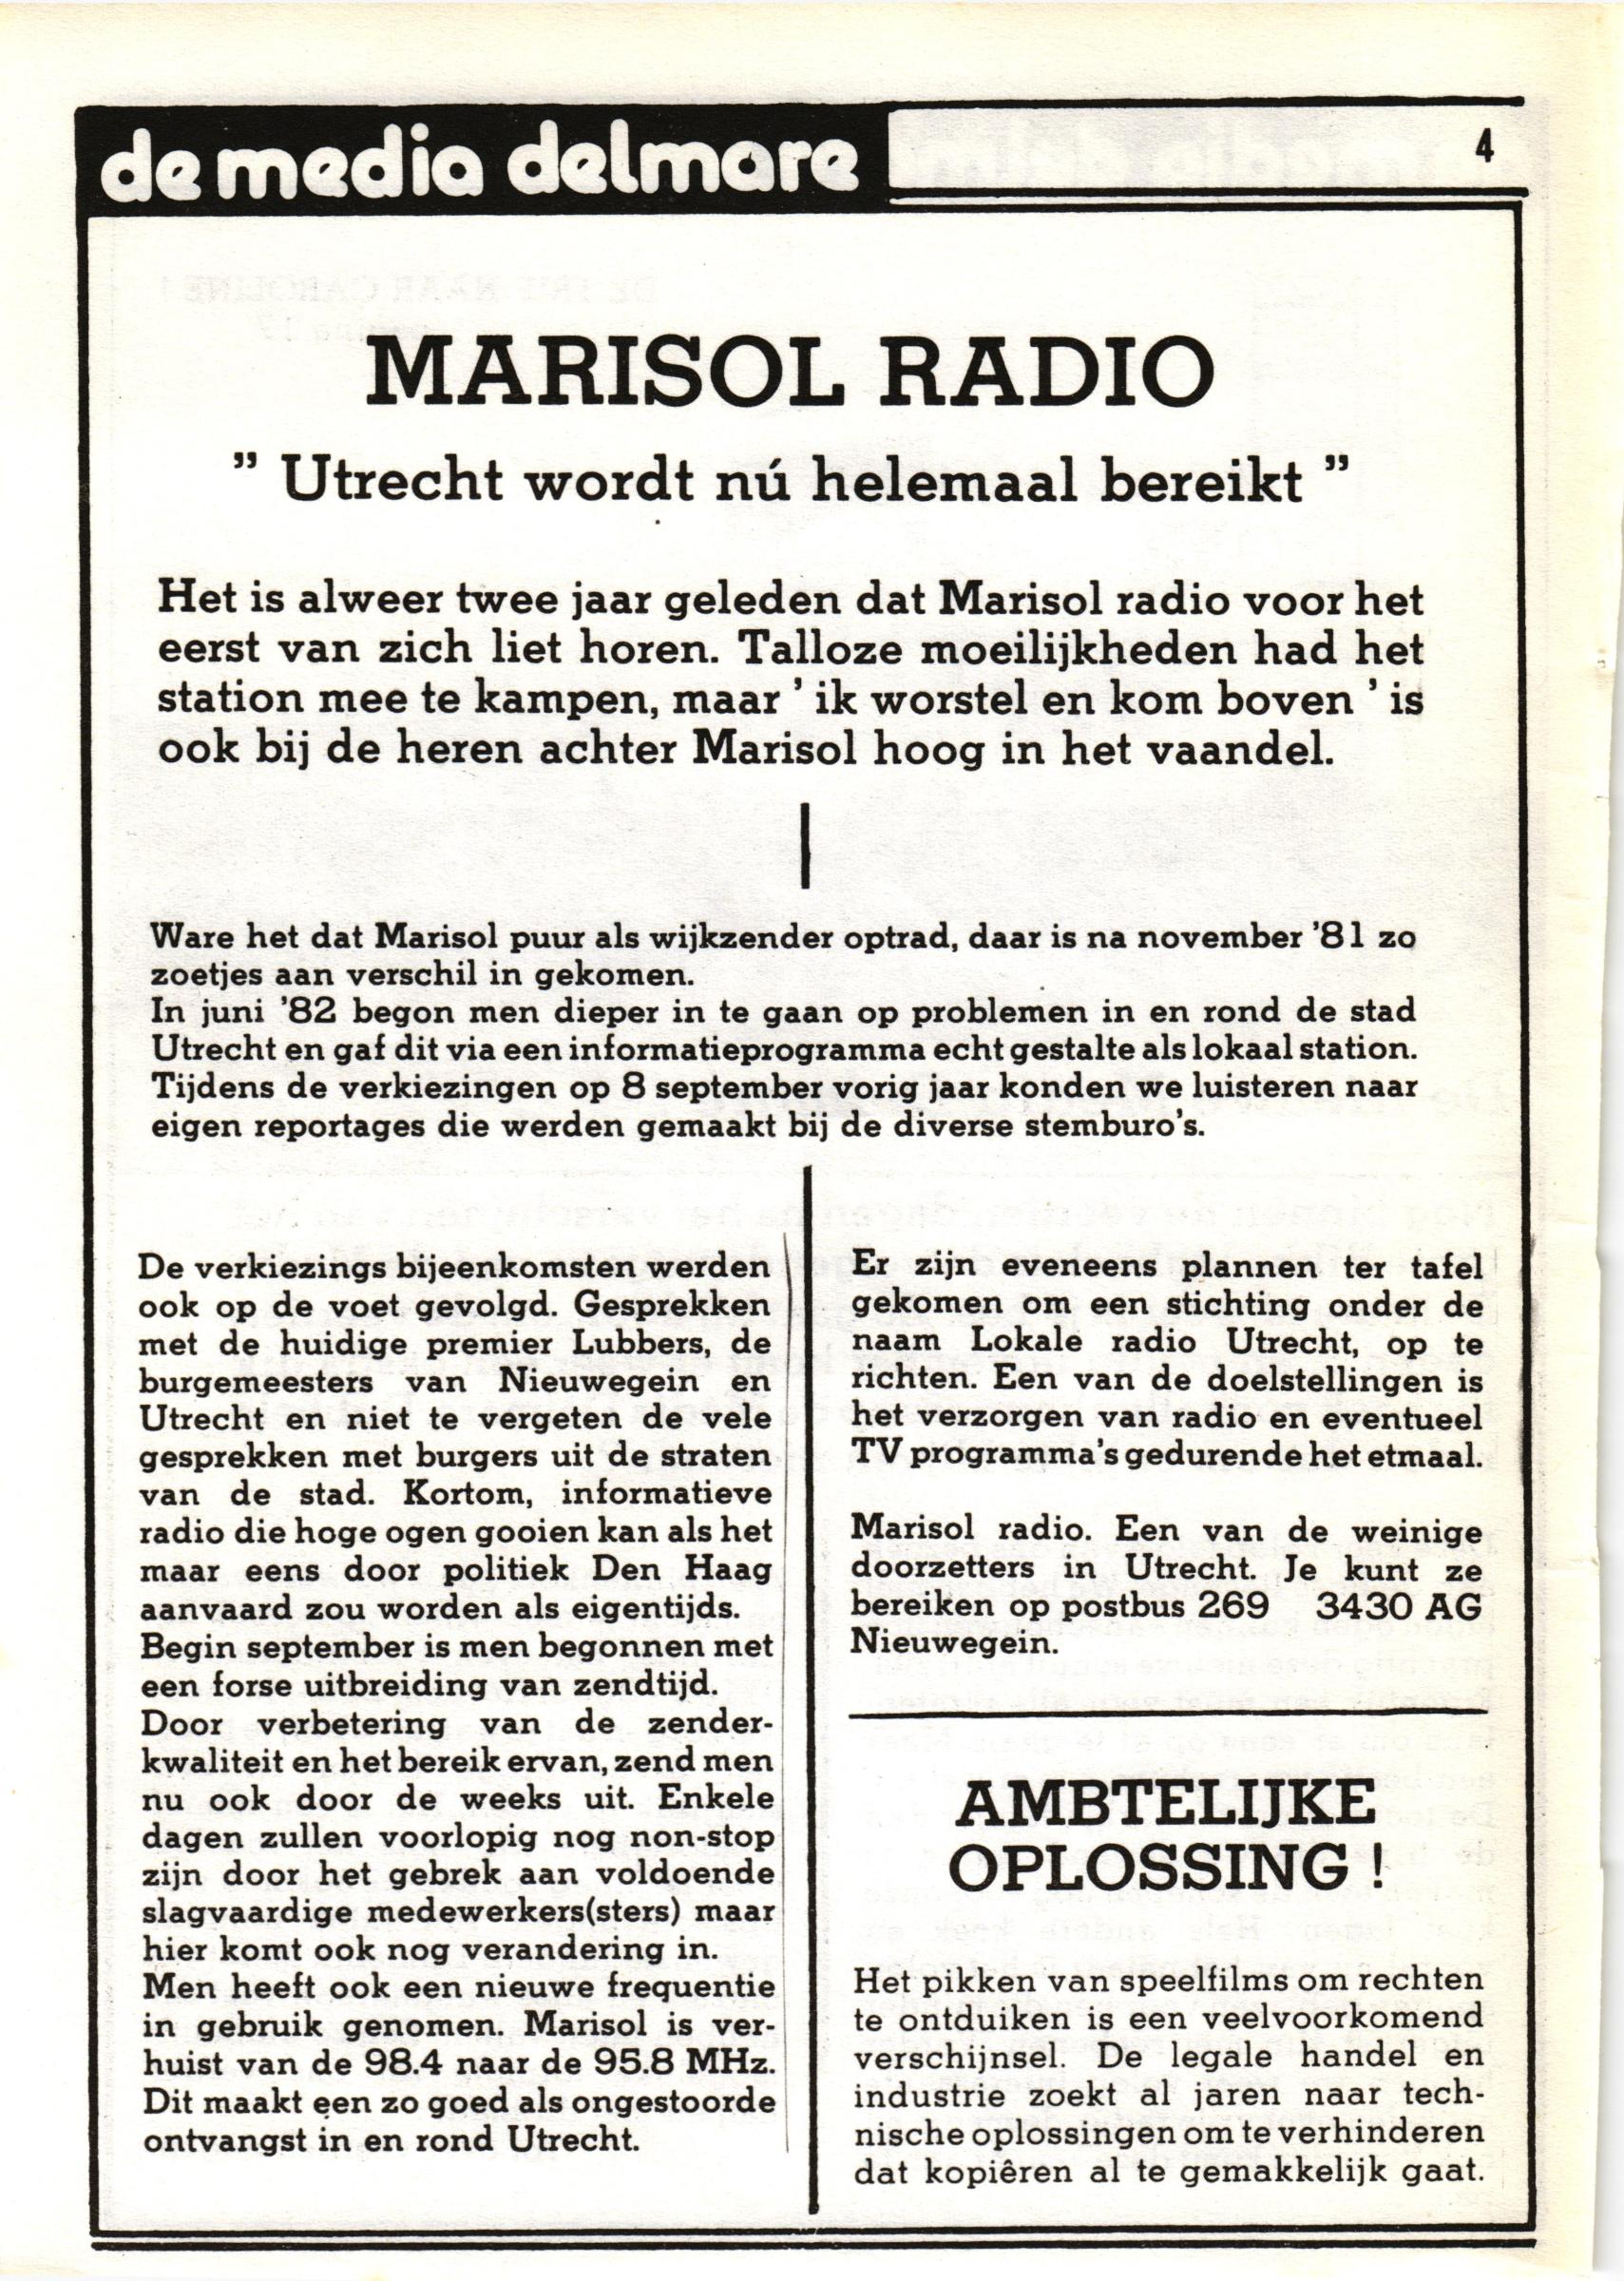 de media delmare
4
MARISOL RADIO
" Utrecht wordt nú helemaal bereikt "
Het is alweer twee jaar geleden dat Marisol radio voor het
eerst van zich liet horen. Talloze moeilijkheden had het
station mee te kampen, maar ' ik worstel en kom boven ' is
ook bij de heren achter Marisol hoog in het vaandel.
Ware het dat Marisol puur als wijkzender optrad, daar is na november '81 zo
zoetjes aan verschil in gekomen.
In juni '82 begon men dieper in te gaan op problemen in en rond de stad
Utrecht en gaf dit via een informatieprogramma echt gestalte als lokaal station.
Tijdens de verkiezingen op 8 september vorig jaar konden we luisteren naar
eigen reportages die werden gemaakt bij de diverse stemburo's.
De verkiezings bijeenkomsten werden
ook op de voet gevolgd. Gesprekken
met de huidige premier Lubbers, de
burgemeesters van Nieuwegein en
Utrecht en niet te vergeten de vele
gesprekken met burgers uit de straten
van de stad. Kortom, informatieve
radio die hoge ogen gooien kan als het
maar eens door politiek Den Haag
aanvaard zou worden als eigentijds.
Begin september is men begonnen met
een forse uitbreiding van zendtijd.
Door verbetering van de zender-
kwaliteit en het bereik ervan, zend men
nu ook door de weeks uit. Enkele
dagen zullen voorlopig nog non-stop
zijn door het gebrek aan voldoende
slagvaardige medewerkers(sters) maar
hier komt ook nog verandering in.
Men heeft ook een nieuwe frequentie
in gebruik genomen. Marisol is ver-
huist van de 98.4 naar de 95.8 MHz.
Dit maakt een zo goed als ongestoorde
ontvangst in en rond Utrecht.
Er zijn eveneens plannen ter tafel
gekomen om een stichting onder de
naam Lokale radio Utrecht, op te
richten. Een van de doelstellingen is
het verzorgen van radio en eventueel
TV programma's gedurende het etmaal.
Marisol radio. Een van de weinige
doorzetters in Utrecht. Je kunt ze
bereiken op postbus 269 3430 AG
Nieuwegein.
AMBTELIJKE
OPLOSSING !
Het pikken van speelfilms om rechten
te ontduiken is een veelvoorkomend
verschijnsel. De legale handel en
industrie zoekt al jaren naar tech-
nische oplossingen om te verhinderen
dat kopiêren al te gemakkelijk gaat.